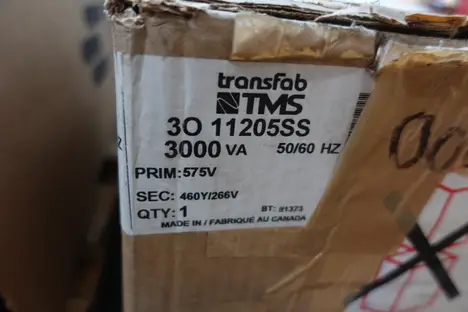 transfab
TMS
3O 11205SS
3000 VA 50/60 HZ
PRIM: 575V
SEC: 460Y/266V
QTY: 1 BT: 81373
MADE IN / FABRIQUE AU CANADA